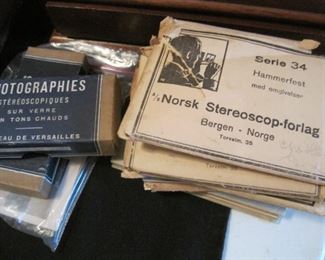 PHOTOGRAPHIES
STÉRÉOSCOPIQUES
SUR VERRE
EN TONS CHAUDS
EAU DE VERSAILLES
Serie 34
Hammerfest
med omgivelser
A/s Norsk Stereoscop-forlag
Bergen - Norge
Torvalm. 35